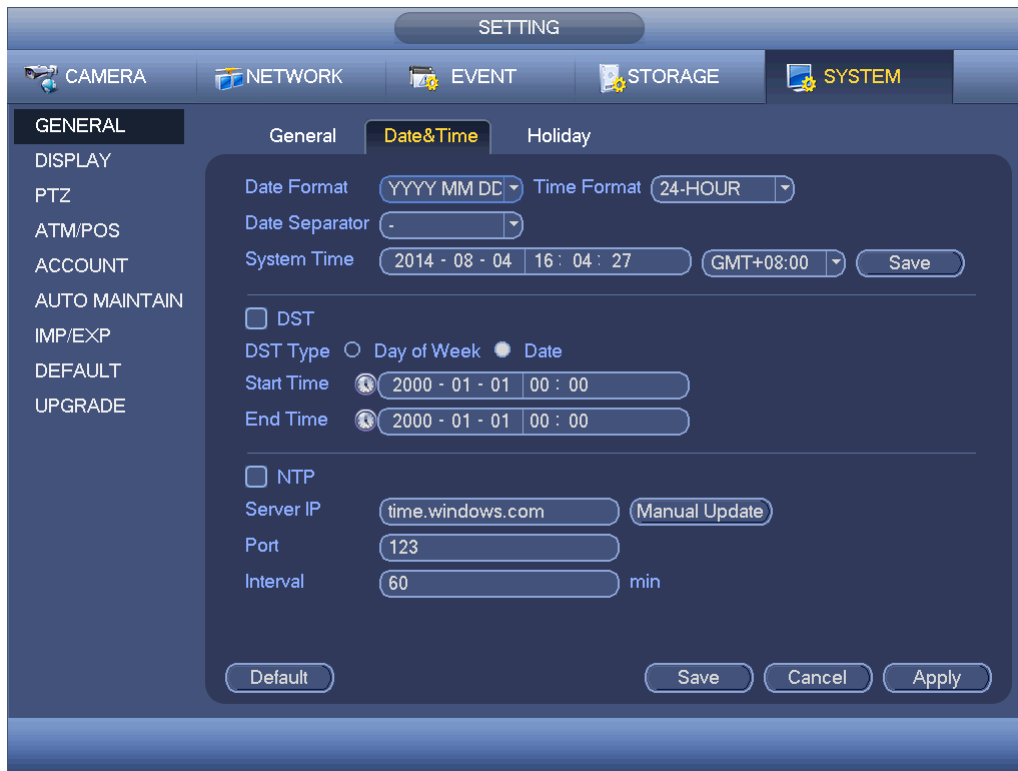 SETTING
CAMERA NETWORK EVENT STORAGE SYSTEM
GENERAL
DISPLAY
PTZ
ATM/POS
ACCOUNT
AUTO MAINTAIN
IMP/EXP
DEFAULT
UPGRADE
General Date&Time Holiday
Date Format YYYY MM DD Time Format 24-HOUR
Date Separator -
System Time 2014 - 08 - 04 16 : 04 : 27 GMT+08:00 Save
DST
DST Type Day of Week Date
Start Time 2000 - 01 - 01 00 : 00
End Time 2000 - 01 - 01 00 : 00
NTP
Server IP time.windows.com Manual Update
Port 123
Interval 60 min
Default Save Cancel Apply